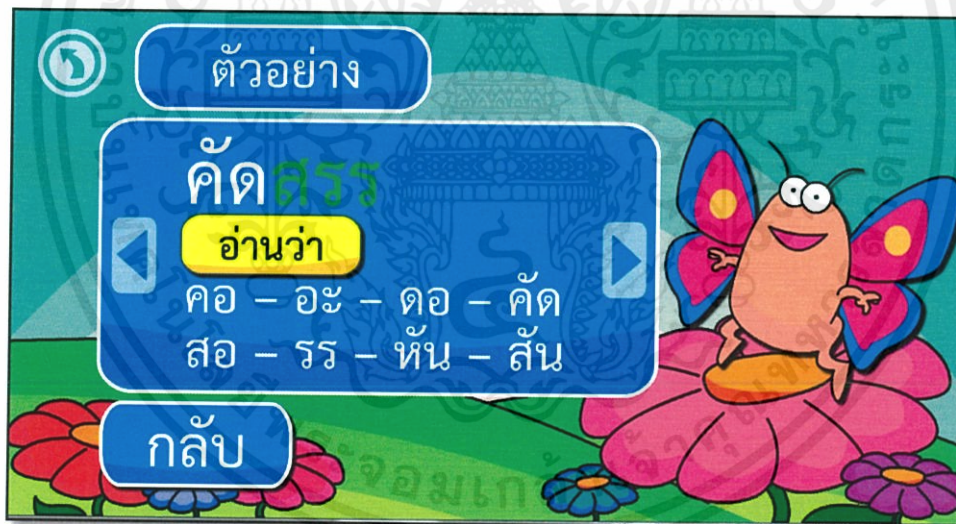 ตัวอย่าง
คัดสรร
อ่านว่า
คอ – อะ – ดอ – คัด
สอ – รร – หัน – สัน
กลับ